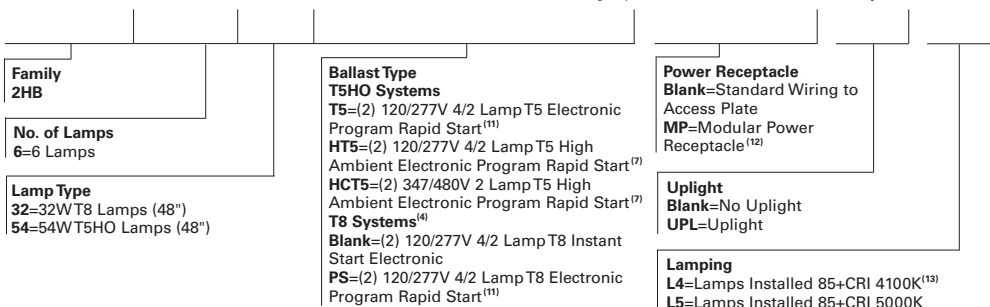 Family
2HB
No. of Lamps
6=6 Lamps
Lamp Type
32=32W T8 Lamps (48")
54=54W T5HO Lamps (48")
Ballast Type
T5HO Systems
T5=(2) 120/277V 4/2 Lamp T5 Electronic
Program Rapid Start(11)
HT5=(2) 120/277V 4/2 Lamp T5 High
Ambient Electronic Program Rapid Start(7)
HCT5=(2) 347/480V 2 Lamp T5 High
Ambient Electronic Program Rapid Start(7)
T8 Systems(4)
Blank=(2) 120/277V 4/2 Lamp T8 Instant
Start Electronic
PS=(2) 120/277V 4/2 Lamp T8 Electronic
Program Rapid Start(11)
Power Receptacle
Blank=Standard Wiring to
Access Plate
MP=Modular Power
Receptacle(12)
Uplight
Blank=No Uplight
UPL=Uplight
Lamping
L4=Lamps Installed 85+CRI 4100K(13)
L5=Lamps Installed 85+CRI 5000K